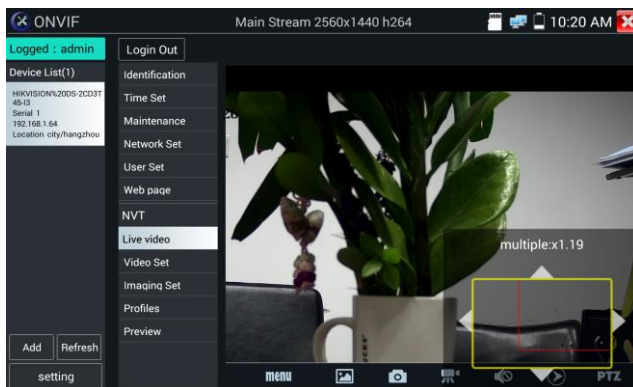 ONVIF
Main Stream 2560x1440 h264
10:20 AM
Logged : admin
Login Out
Device List(1)
HIKVISION%20DS-2CD3T
45-I3
Serial 1
192.168.1.64
Location city/hangzhou
Identification
Time Set
Maintenance
Network Set
User Set
Web page
NVT
Live video
Video Set
Imaging Set
Profiles
Preview
multiple:x1.19
Add
Refresh
setting
menu
PTZ